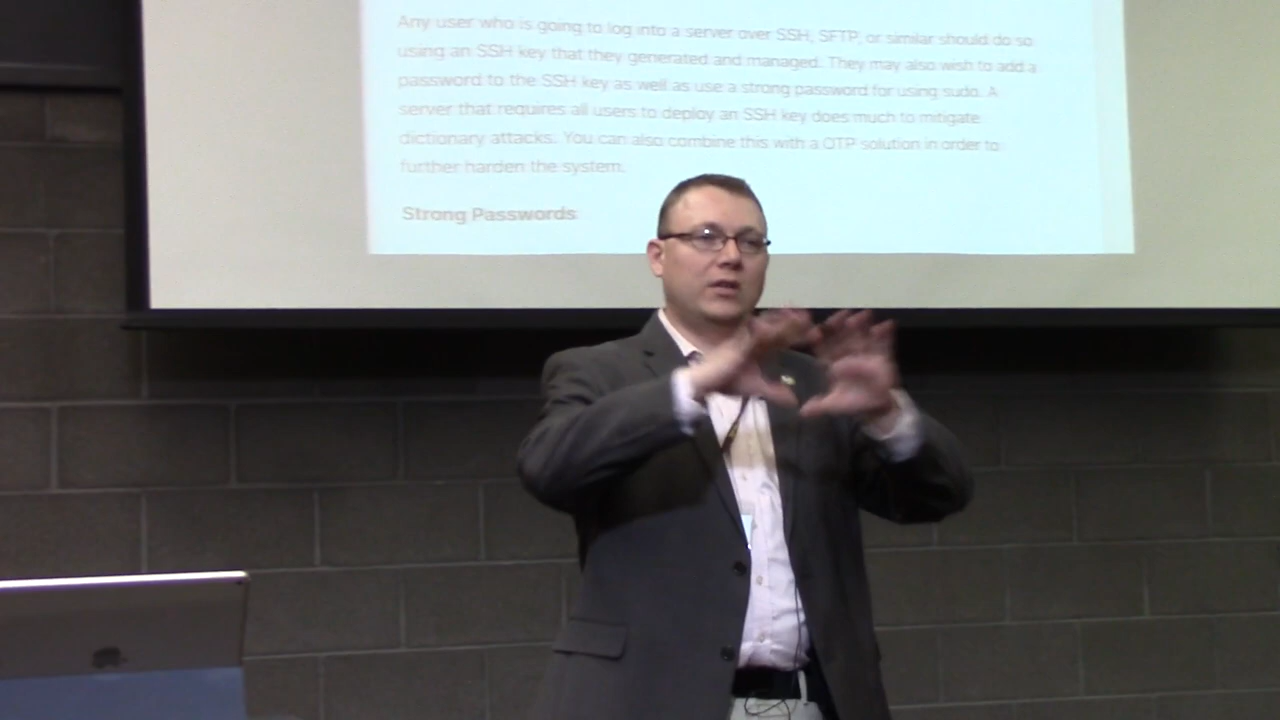 Any user who is going to log into a server over SSH, SFTP, or similar should do so
using an SSH key that they generated and managed. They may also wish to add a
password to the SSH key as well as use a strong password for using sudo. A
server that requires all users to deploy an SSH key does much to mitigate
dictionary attacks. You can also combine this with a OTP solution in order to
further harden the system.
Strong Passwords